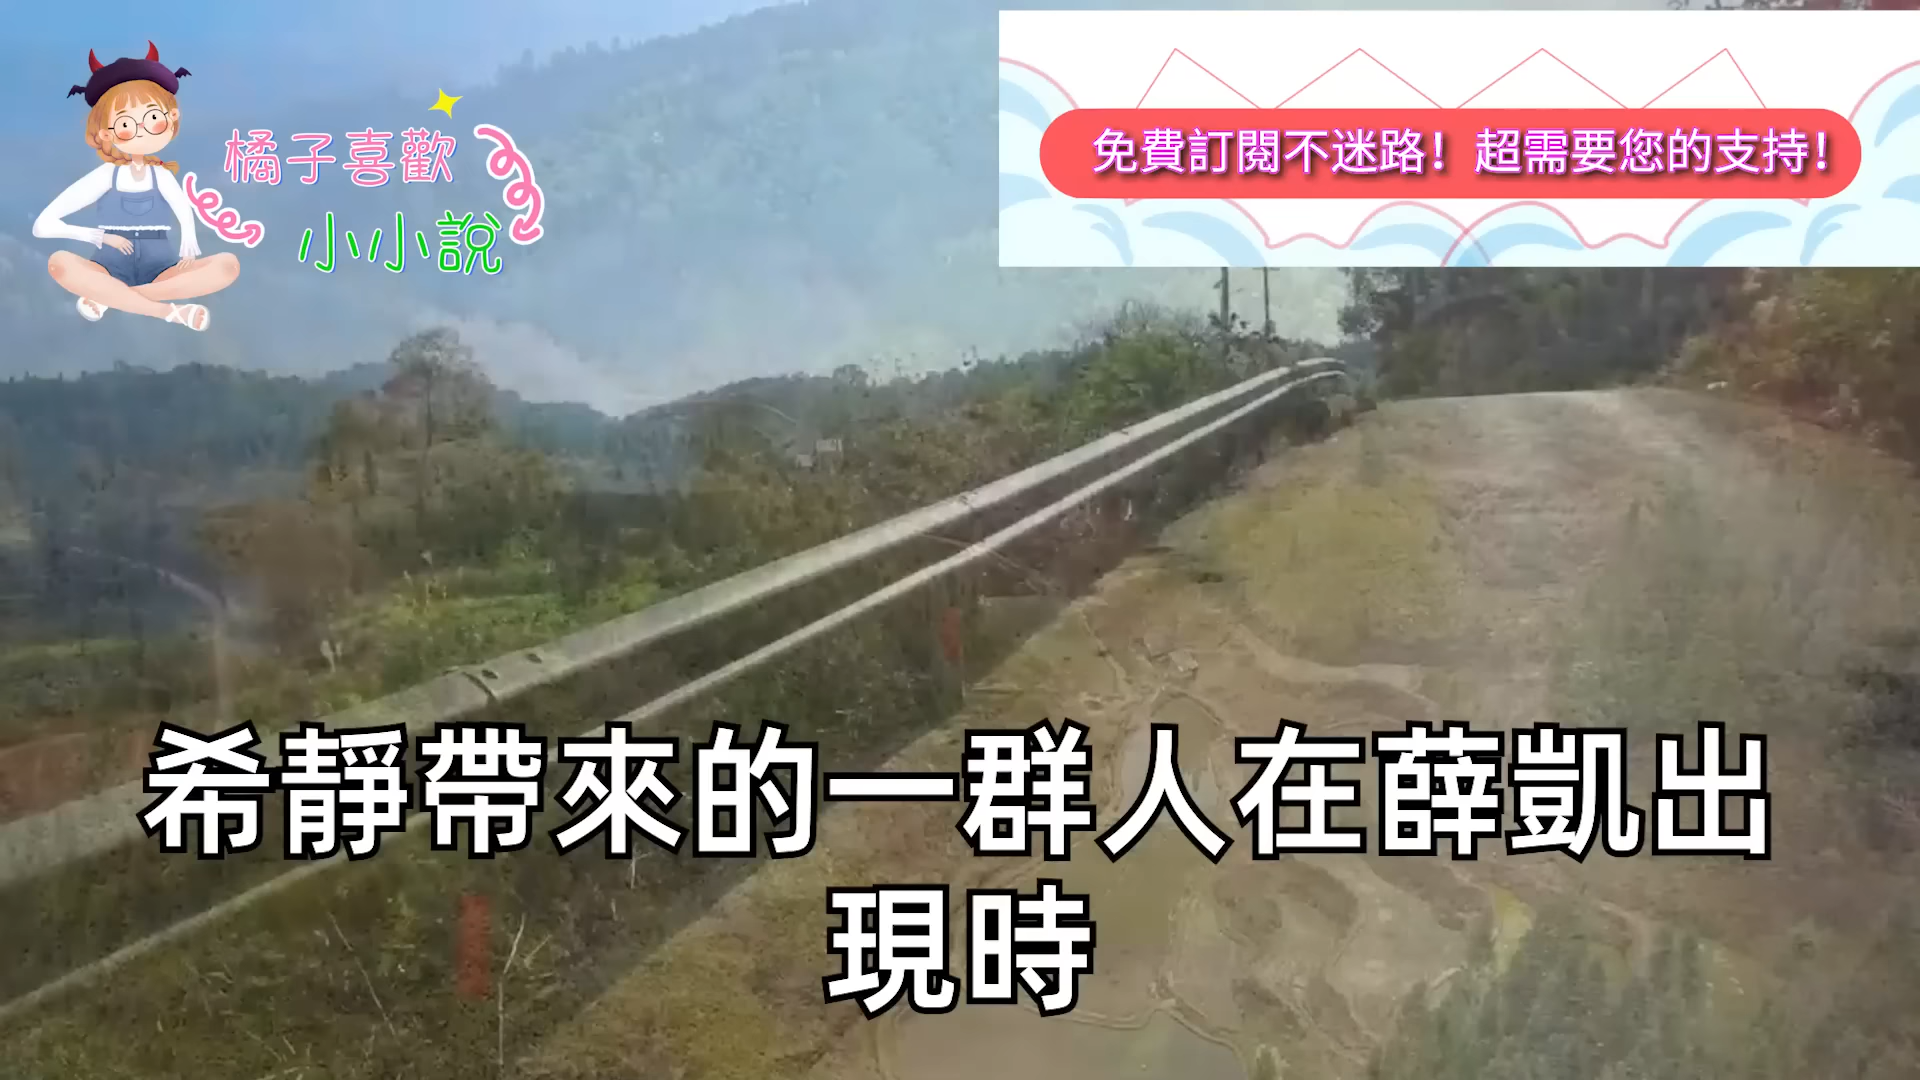 橘子喜歡
小小說
免費訂閱不迷路！超需要您的支持！
希靜帶來的一群人在薛凱出
現時